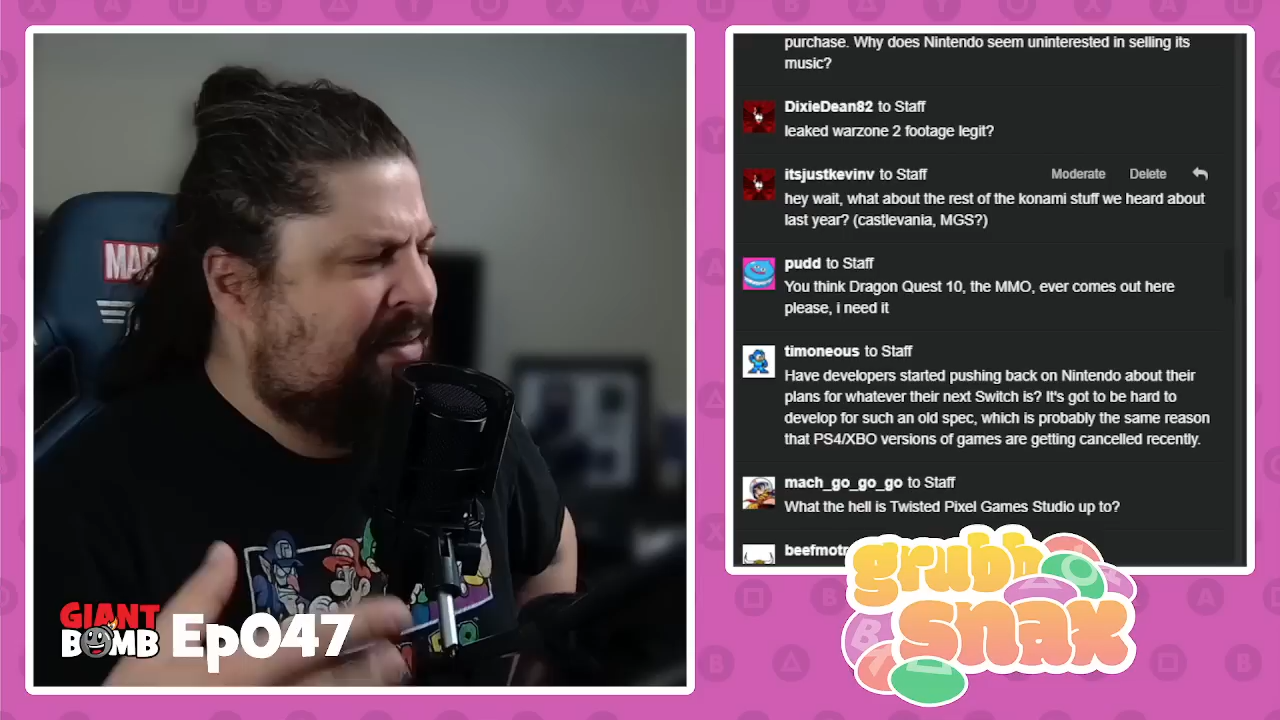 purchase. Why does Nintendo seem uninterested in selling its
music?
DixieDean82 to Staff
leaked warzone 2 footage legit?
itsjustkevinv to Staff
Moderate Delete
hey wait, what about the rest of the konami stuff we heard about
last year? (castlevania, MGS?)
pudd to Staff
You think Dragon Quest 10, the MMO, ever comes out here
please, i need it
timoneous to Staff
Have developers started pushing back on Nintendo about their
plans for whatever their next Switch is? It's got to be hard to
develop for such an old spec, which is probably the same reason
that PS4/XBO versions of games are getting cancelled recently.
mach_go_go_go to Staff
What the hell is Twisted Pixel Games Studio up to?
GIANT
BOMB
Ep047
grubb
snax